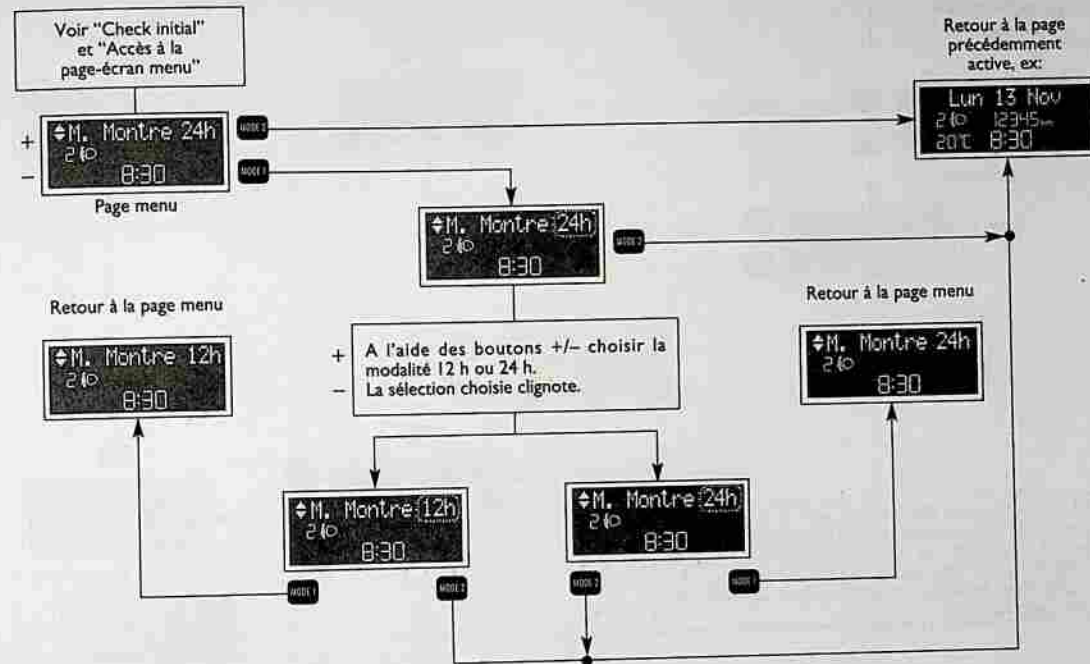 Voir "Check initial"
et "Accès à la
page-écran menu"
Retour à la page
précédemment
active, ex:
Lun 13 Nov
2 12345km
20°C 8:30
+
M. Montre 24h
2
8:30
–
MODE 2
MODE 1
Page menu
M. Montre 24h
2
8:30
MODE 2
Retour à la page menu
M. Montre 12h
2
8:30
+ A l'aide des boutons +/– choisir la
modalité 12 h ou 24 h.
– La sélection choisie clignote.
Retour à la page menu
M. Montre 24h
2
8:30
M. Montre 12h
2
8:30
MODE 1
MODE 2
M. Montre 24h
2
8:30
MODE 2
MODE 1